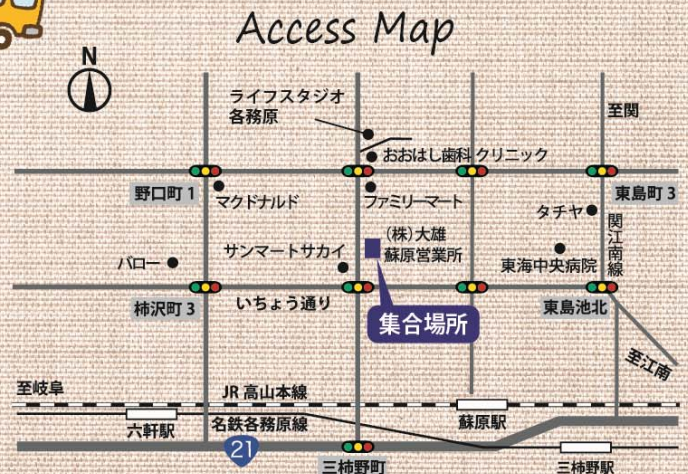 Access Map
N
ライフスタジオ
各務原
至関
おおはし歯科クリニック
野口町1
マクドナルド
ファミリーマート
東島町3
タチヤ
関江南線
(株)大雄
蘇原営業所
サンマートサカイ
バロー
東海中央病院
柿沢町3
いちょう通り
東島池北
集合場所
至江南
至岐阜
JR高山本線
六軒駅
名鉄各務原線
蘇原駅
21
三柿野町
三柿野駅